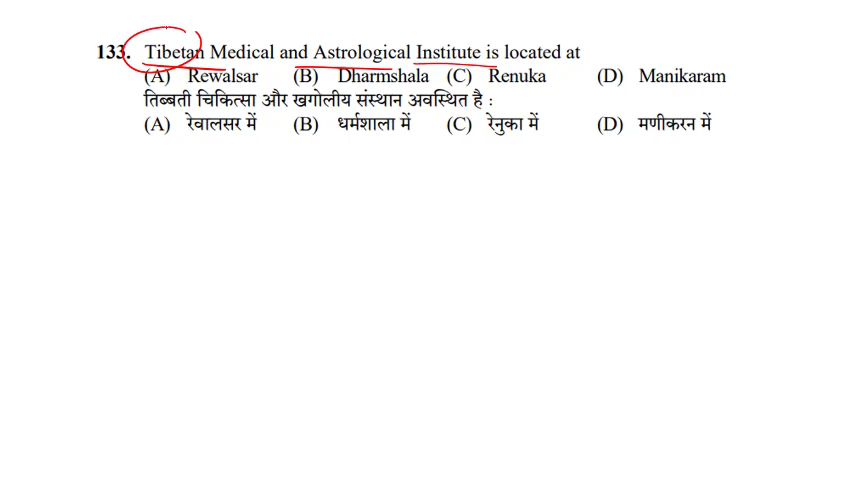 133. Tibetan Medical and Astrological Institute is located at
(A) Rewalsar (B) Dharmshala (C) Renuka (D) Manikaram
तिब्बती चिकित्सा और खगोलीय संस्थान अवस्थित है :
(A) रेवालसर में (B) धर्मशाला में (C) रेनुका में (D) मणीकरन में